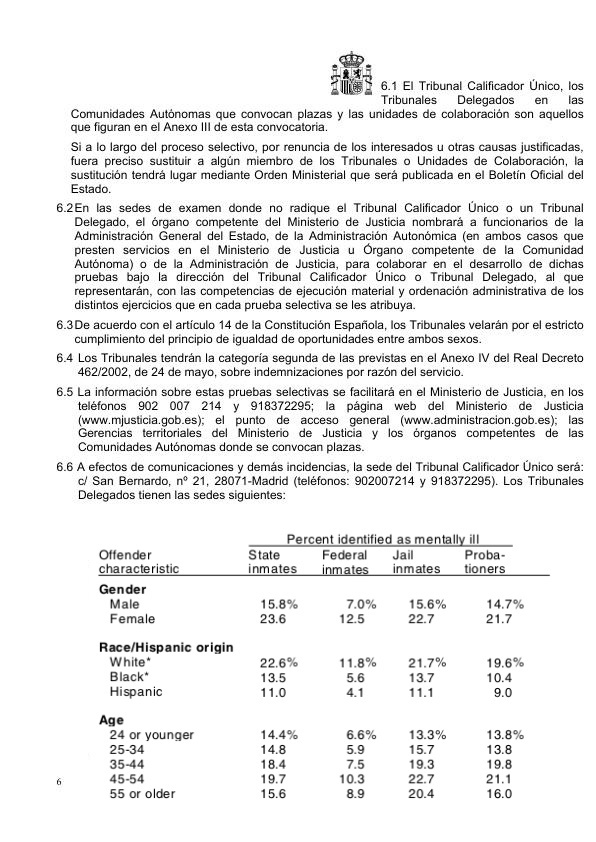 6.1 El Tribunal Calificador Único, los
Tribunales Delegados en las
Comunidades Autónomas que convocan plazas y las unidades de colaboración son aquellos
que figuran en el Anexo III de esta convocatoria.
Si a lo largo del proceso selectivo, por renuncia de los interesados u otras causas justificadas,
fuera preciso sustituir a algún miembro de los Tribunales o Unidades de Colaboración, la
sustitución tendrá lugar mediante Orden Ministerial que será publicada en el Boletín Oficial del
Estado.
6.2 En las sedes de examen donde no radique el Tribunal Calificador Único o un Tribunal
Delegado, el órgano competente del Ministerio de Justicia nombrará a funcionarios de la
Administración General del Estado, de la Administración Autonómica (en ambos casos que
presten servicios en el Ministerio de Justicia u Órgano competente de la Comunidad
Autónoma) o de la Administración de Justicia, para colaborar en el desarrollo de dichas
pruebas bajo la dirección del Tribunal Calificador Único o Tribunal Delegado, al que
representarán, con las competencias de ejecución material y ordenación administrativa de los
distintos ejercicios que en cada prueba selectiva se les atribuya.
6.3 De acuerdo con el artículo 14 de la Constitución Española, los Tribunales velarán por el estricto
cumplimiento del principio de igualdad de oportunidades entre ambos sexos.
6.4 Los Tribunales tendrán la categoría segunda de las previstas en el Anexo IV del Real Decreto
462/2002, de 24 de mayo, sobre indemnizaciones por razón del servicio.
6.5 La información sobre estas pruebas selectivas se facilitará en el Ministerio de Justicia, en los
teléfonos 902 007 214 y 918372295; la página web del Ministerio de Justicia
(www.mjusticia.gob.es); el punto de acceso general (www.administracion.gob.es); las
Gerencias territoriales del Ministerio de Justicia y los órganos competentes de las
Comunidades Autónomas donde se convocan plazas.
6.6 A efectos de comunicaciones y demás incidencias, la sede del Tribunal Calificador Único será:
c/ San Bernardo, nº 21, 28071-Madrid (teléfonos: 902007214 y 918372295). Los Tribunales
Delegados tienen las sedes siguientes:
Percent identified as mentally ill
Offender State Federal Jail Proba-
characteristic inmates inmates inmates tioners
Gender
Male 15.8% 7.0% 15.6% 14.7%
Female 23.6 12.5 22.7 21.7
Race/Hispanic origin
White* 22.6% 11.8% 21.7% 19.6%
Black* 13.5 5.6 13.7 10.4
Hispanic 11.0 4.1 11.1 9.0
Age
24 or younger 14.4% 6.6% 13.3% 13.8%
25-34 14.8 5.9 15.7 13.8
35-44 18.4 7.5 19.3 19.8
45-54 19.7 10.3 22.7 21.1
55 or older 15.6 8.9 20.4 16.0
6